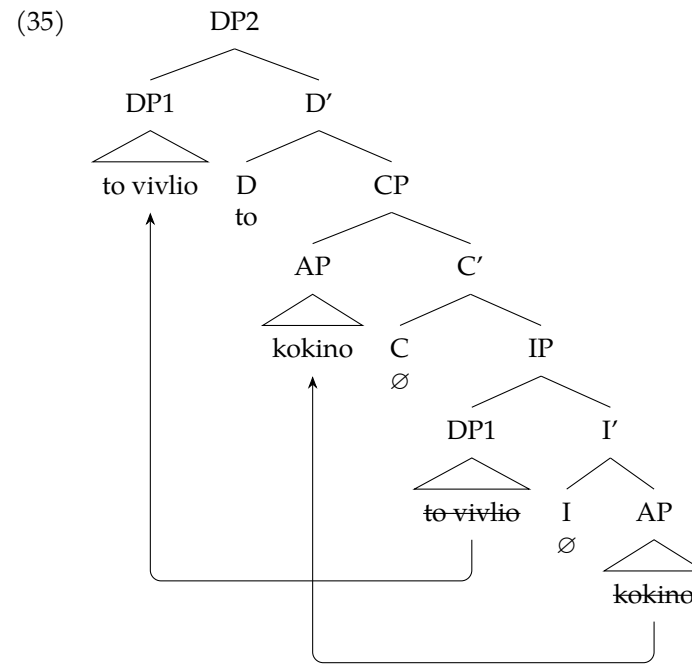 (35) DP2
DP1 D’
to vivlio D CP
to
AP C’
kokino C IP
∅
DP1 I’
to vivlio I AP
∅
kokino